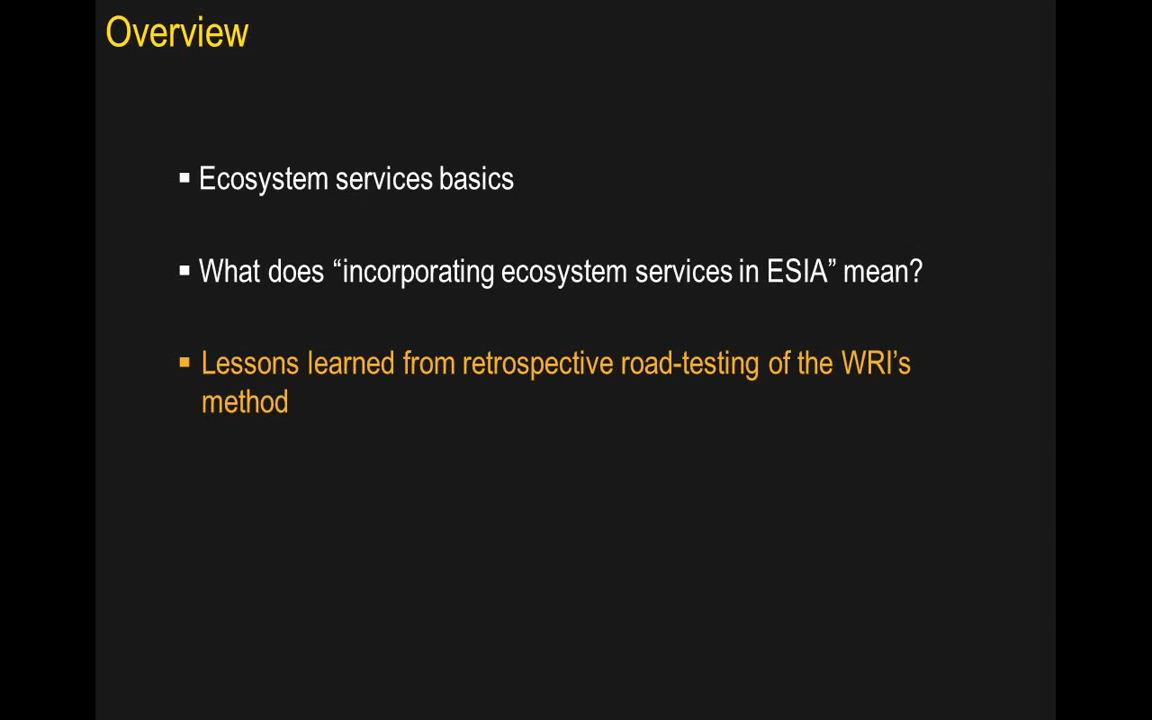 Overview
▪ Ecosystem services basics
▪ What does “incorporating ecosystem services in ESIA” mean?
▪ Lessons learned from retrospective road-testing of the WRI’s
method